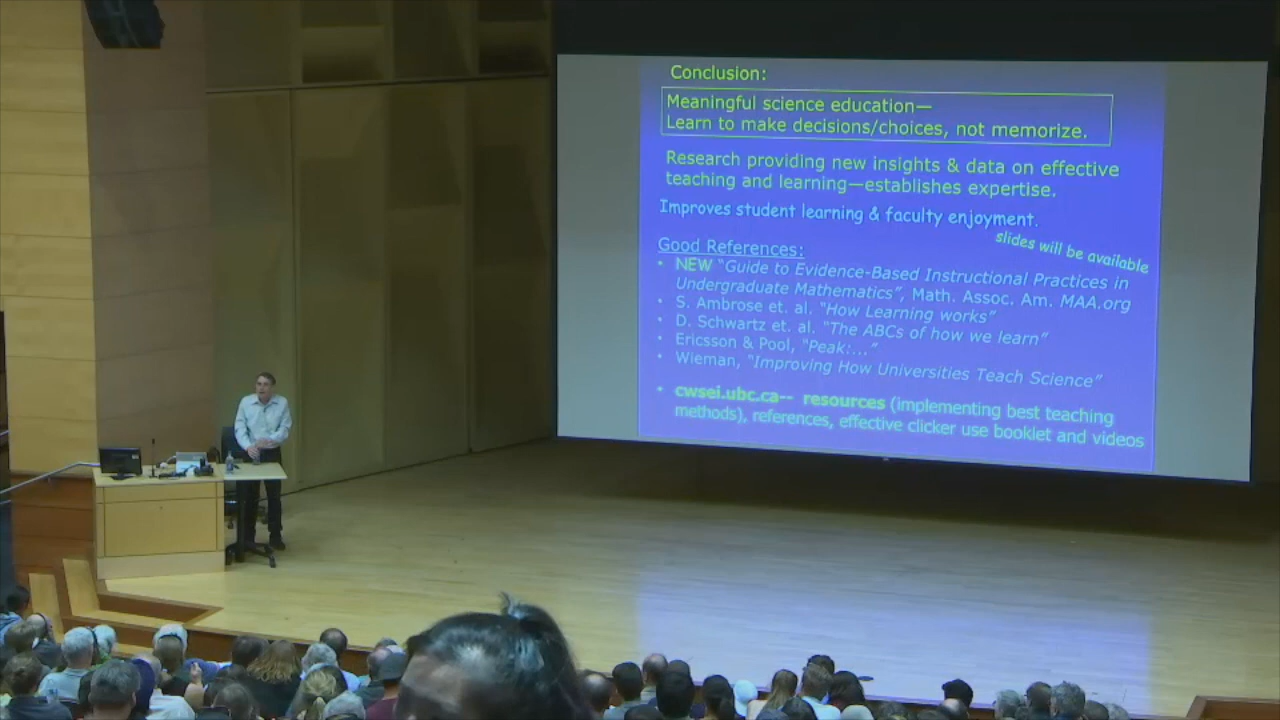 Conclusion:
Meaningful science education—
Learn to make decisions/choices, not memorize.
Research providing new insights & data on effective
teaching and learning—establishes expertise.
Improves student learning & faculty enjoyment.
slides will be available
Good References:
• NEW “Guide to Evidence-Based Instructional Practices in
Undergraduate Mathematics”, Math. Assoc. Am. MAA.org
• S. Ambrose et. al. “How Learning works”
• D. Schwartz et. al. “The ABCs of how we learn”
• Ericsson & Pool, “Peak:...”
• Wieman, “Improving How Universities Teach Science”
• cwsei.ubc.ca-- resources (implementing best teaching
methods), references, effective clicker use booklet and videos